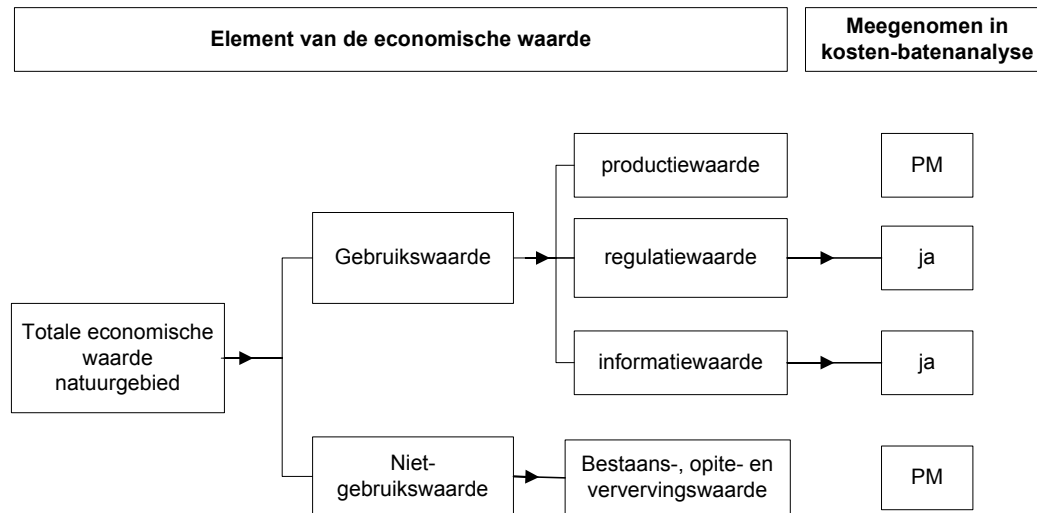 Element van de economische waarde
Meegenomen in
kosten-batenanalyse
productiewaarde
PM
Gebruikswaarde
regulatiewaarde
ja
Totale economische
waarde
natuurgebied
informatiewaarde
ja
Niet-
gebruikswaarde
Bestaans-, opite- en
ververvingswaarde
PM